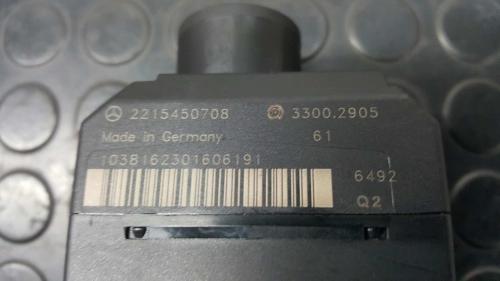 2215450708 3300.2905
Made in Germany 61
1038162301606191
6492
Q2